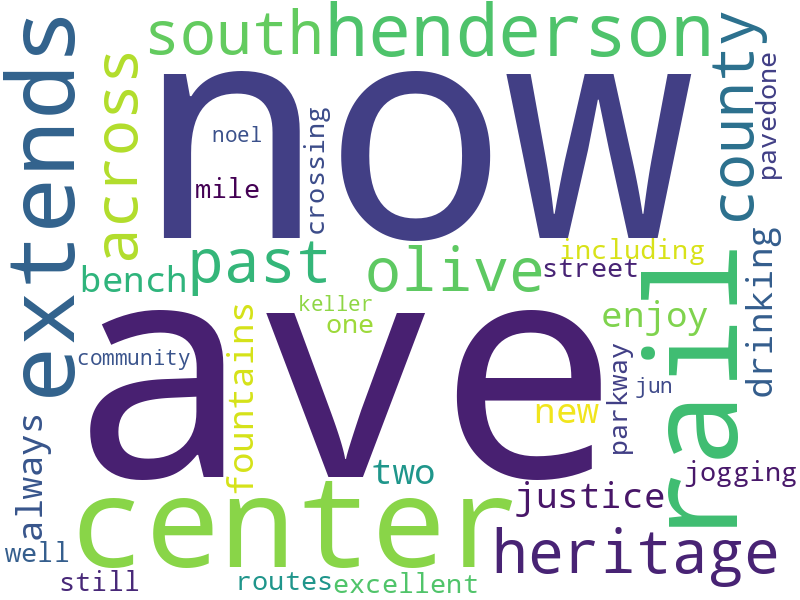 south henderson
now
extends
across
county
pavedone
noel
crossing
mile
past
olive
including
street
bench
rail
drinking
keller
one
enjoy
ave
community
fountains
jun
parkway
new
always
two
jogging
center
justice
heritage
well
still
routes
excellent